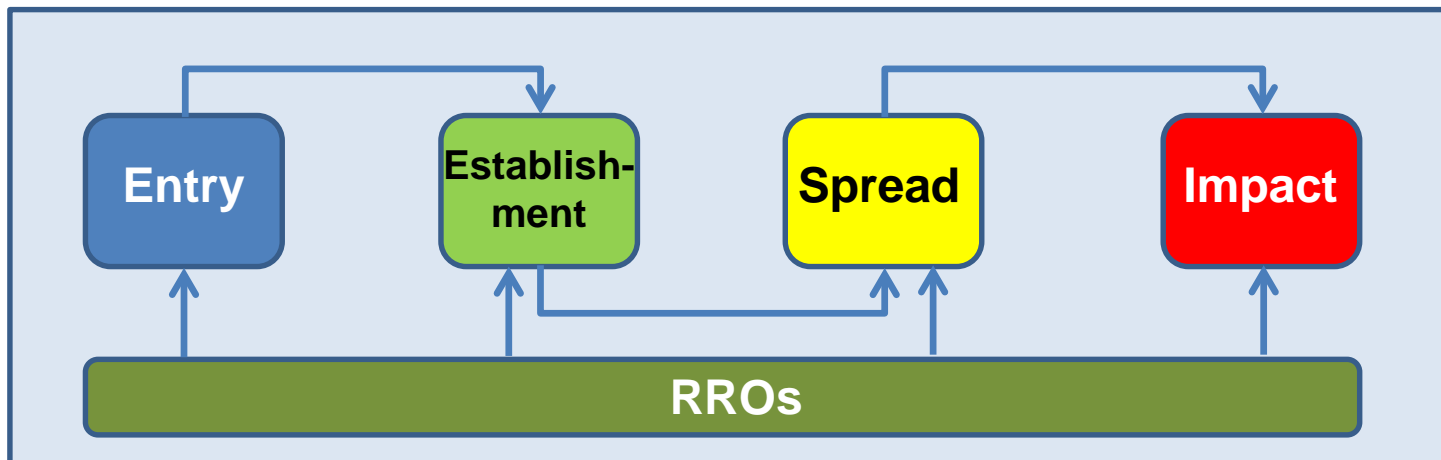 Entry
Establish-
ment
Spread
Impact
RROs